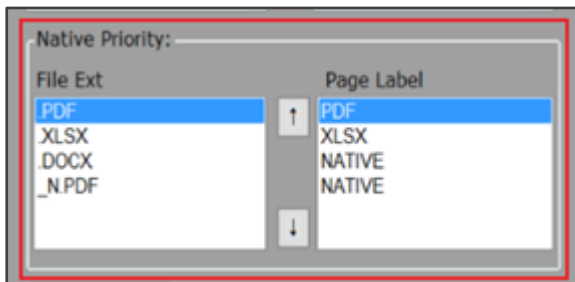 Native Priority:
File Ext Page Label
.PDF PDF
.XLSX XLSX
.DOCX NATIVE
_N.PDF NATIVE